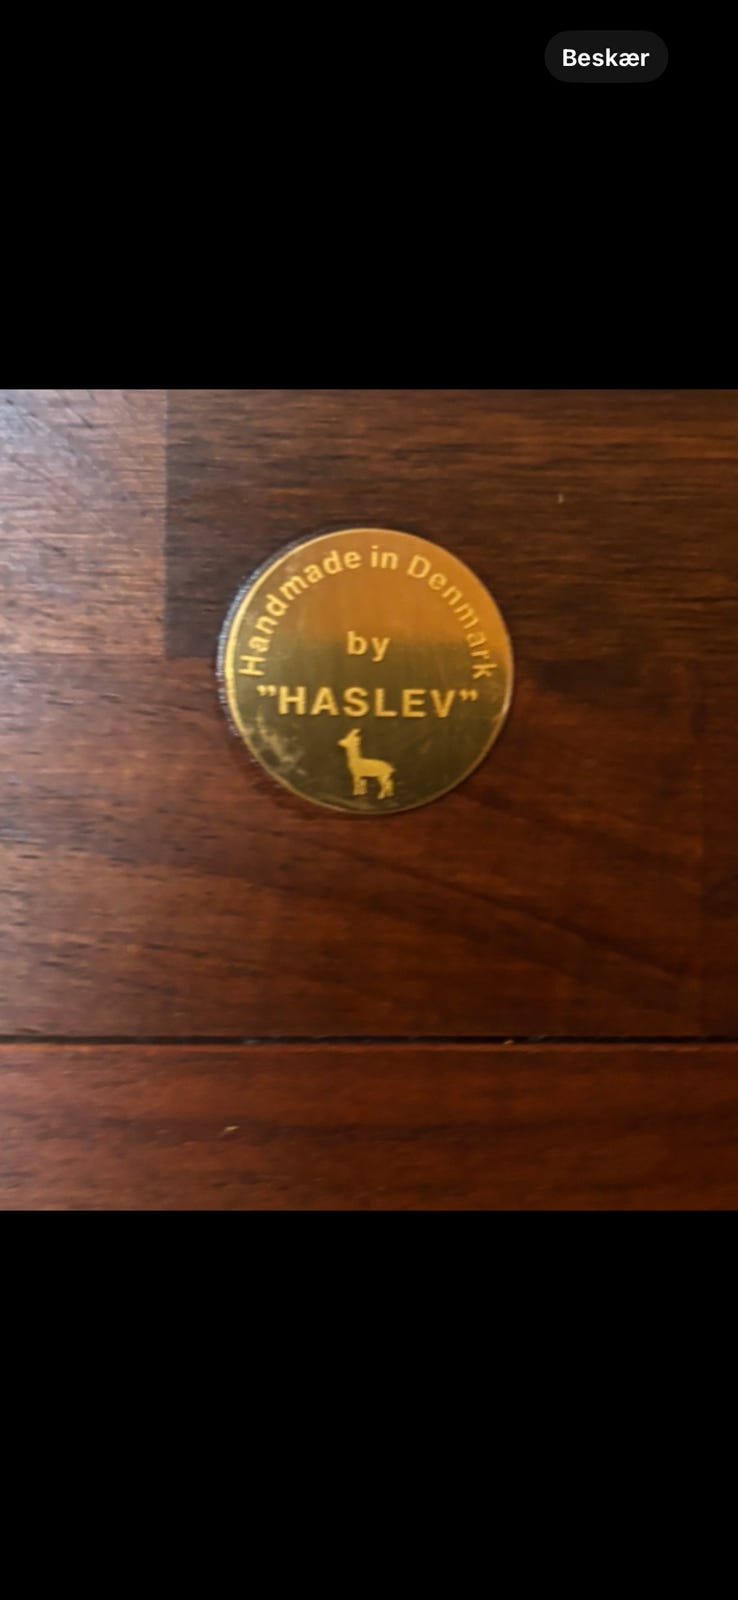 Beskær
Handmade in Denmark
by
"HASLEV"